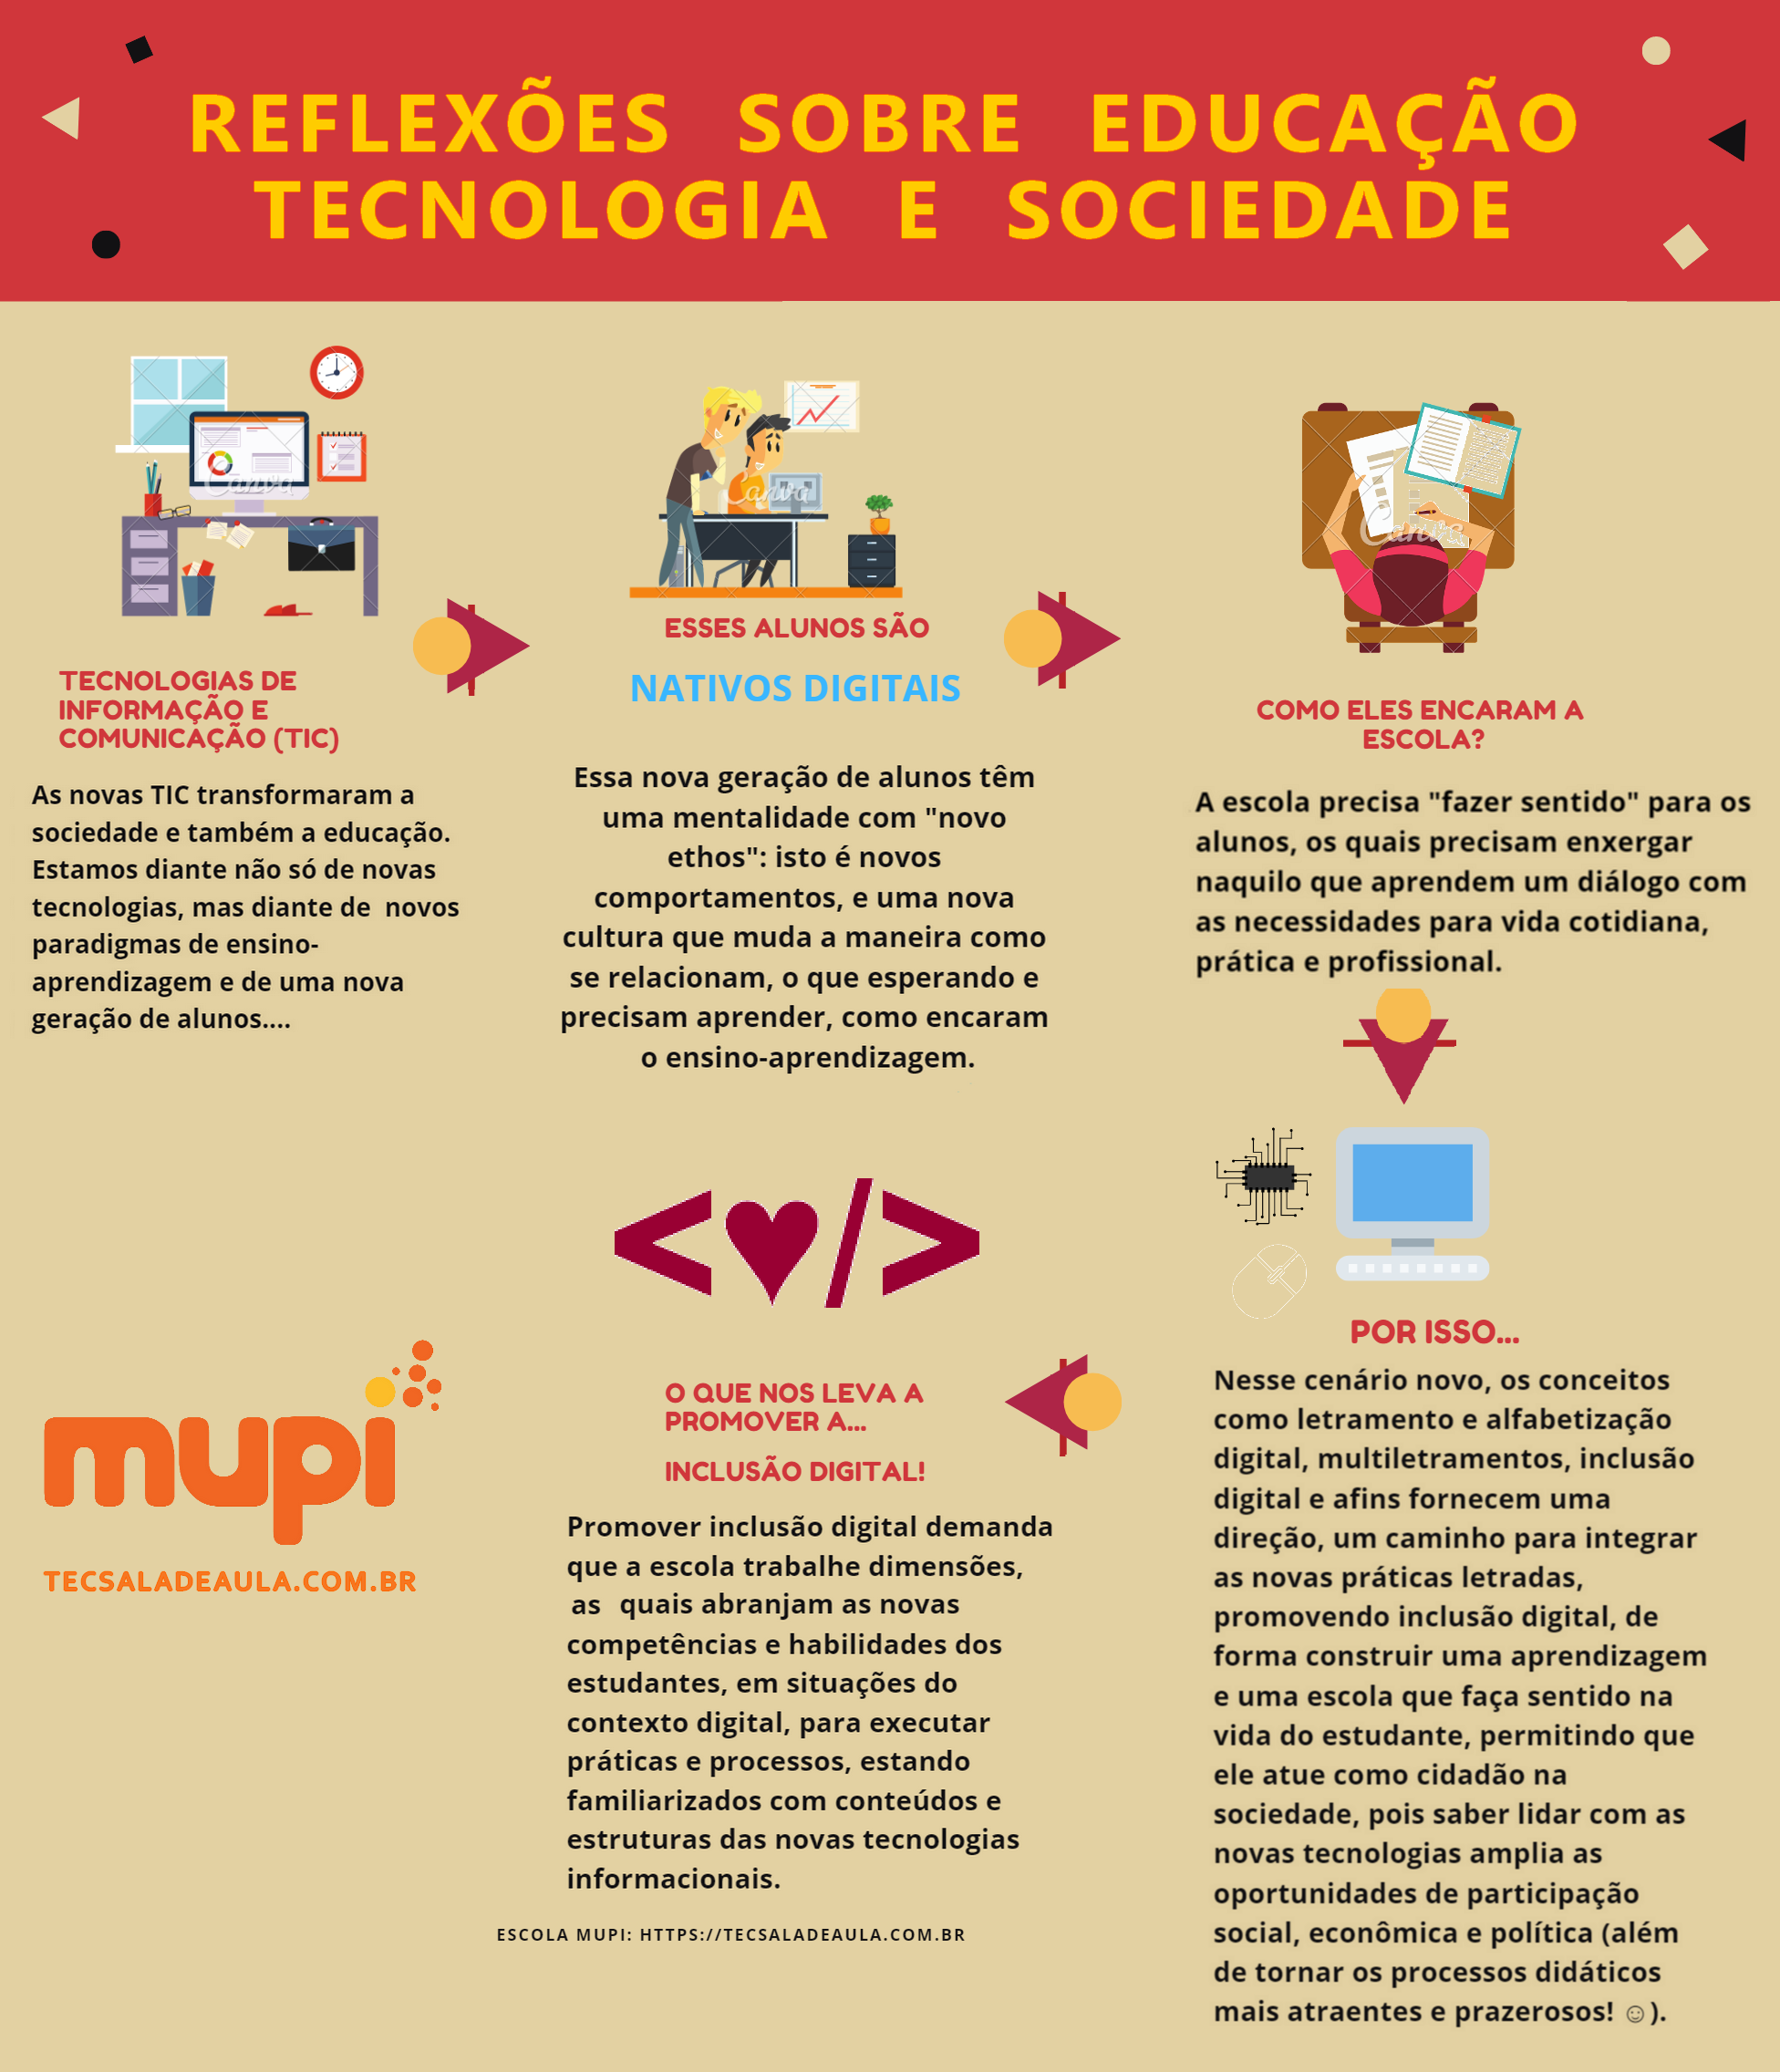 REFLEXÕES SOBRE EDUCAÇÃO
TECNOLOGIA E SOCIEDADE
Canva
TECNOLOGIAS DE
INFORMAÇÃO E
COMUNICAÇÃO (TIC)
As novas TIC transformaram a
sociedade e também a educação.
Estamos diante não só de novas
tecnologias, mas diante de novos
paradigmas de ensino-
aprendizagem e de uma nova
geração de alunos....
Canva
ESSES ALUNOS SÃO
NATIVOS DIGITAIS
Essa nova geração de alunos têm
uma mentalidade com "novo
ethos": isto é novos
comportamentos, e uma nova
cultura que muda a maneira como
se relacionam, o que esperando e
precisam aprender, como encaram
o ensino-aprendizagem.
Canva
COMO ELES ENCARAM A
ESCOLA?
A escola precisa "fazer sentido" para os
alunos, os quais precisam enxergar
naquilo que aprendem um diálogo com
as necessidades para vida cotidiana,
prática e profissional.
POR ISSO...
Nesse cenário novo, os conceitos
como letramento e alfabetização
digital, multiletramentos, inclusão
digital e afins fornecem uma
direção, um caminho para integrar
as novas práticas letradas,
promovendo inclusão digital, de
forma construir uma aprendizagem
e uma escola que faça sentido na
vida do estudante, permitindo que
ele atue como cidadão na
sociedade, pois saber lidar com as
novas tecnologias amplia as
oportunidades de participação
social, econômica e política (além
de tornar os processos didáticos
mais atraentes e prazerosos! ☺).
O QUE NOS LEVA A
PROMOVER A...
INCLUSÃO DIGITAL!
Promover inclusão digital demanda
que a escola trabalhe dimensões,
as quais abranjam as novas
competências e habilidades dos
estudantes, em situações do
contexto digital, para executar
práticas e processos, estando
familiarizados com conteúdos e
estruturas das novas tecnologias
informacionais.
mupi
TECSALADEAULA.COM.BR
ESCOLA MUPI: HTTPS://TECSALADEAULA.COM.BR